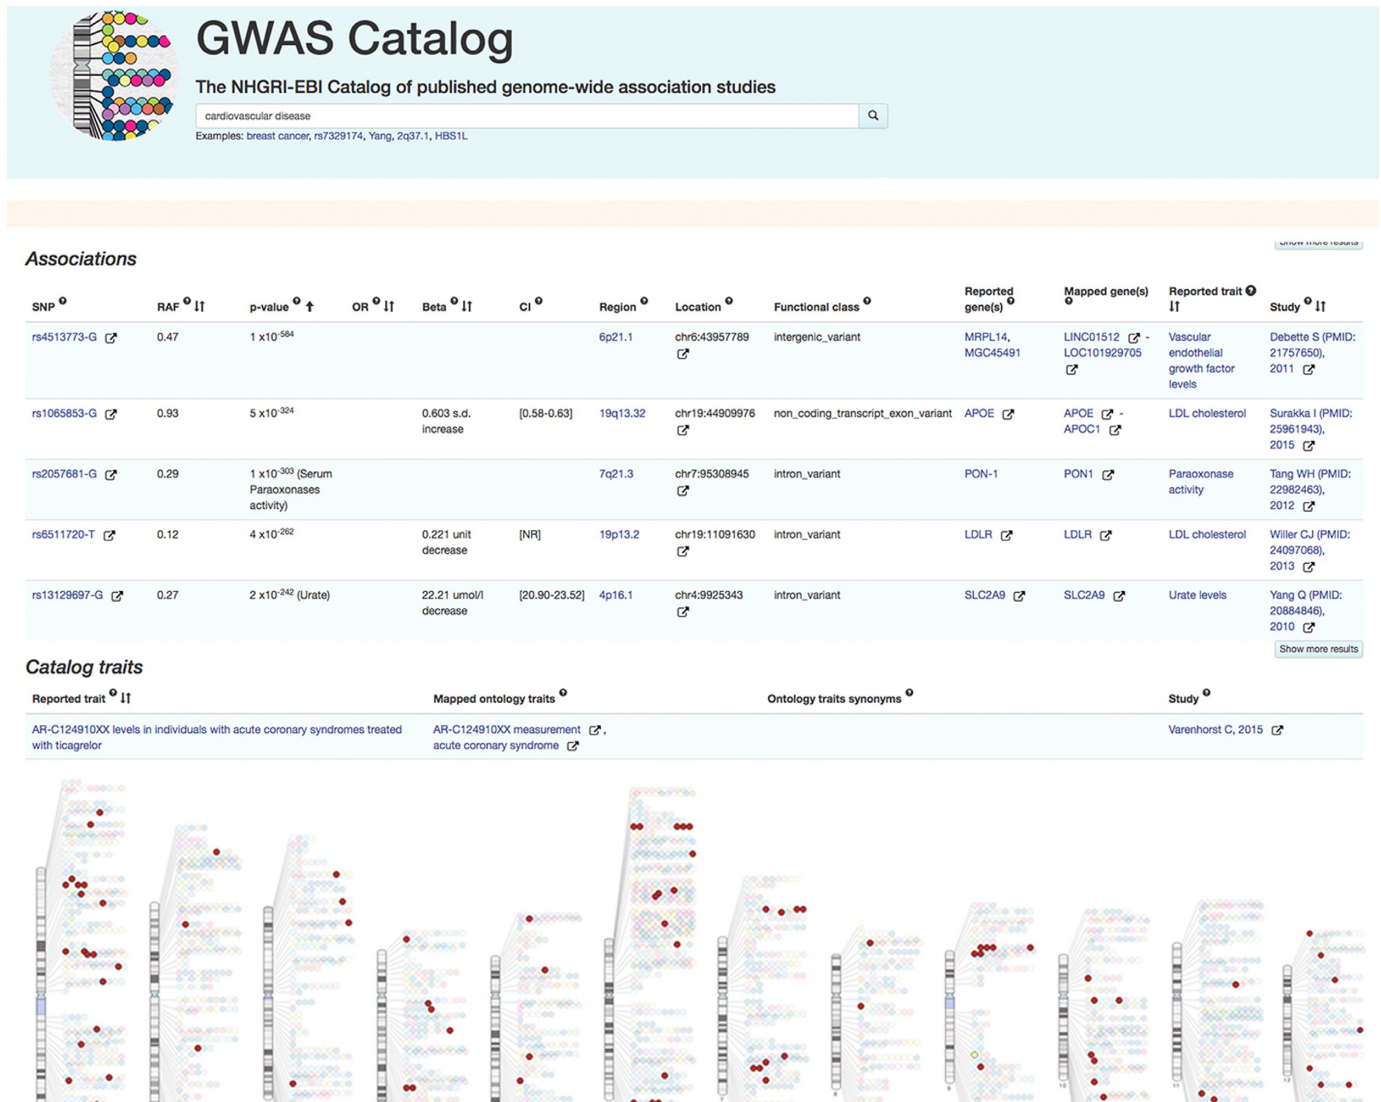 GWAS Catalog
The NHGRI-EBI Catalog of published genome-wide association studies
cardiovascular disease
Examples: breast cancer, rs7329174, Yang, 2q37.1, HBS1L
Show more results
Associations
SNP RAF p-value OR Beta CI Region Location Functional class Reported gene(s) Mapped gene(s) Reported trait Study
rs4513773-G 0.47 1 x10-584 6p21.1 chr6:43957789 intergenic_variant MRPL14, LINC01512 - Vascular Debette S (PMID:
MGC45491 LOC101929705 endothelial 21757650),
growth factor 2011
levels
rs1065853-G 0.93 5 x10-324 0.603 s.d. [0.58-0.63] 19q13.32 chr19:44909976 non_coding_transcript_exon_variant APOE APOE - LDL cholesterol Surakka I (PMID:
increase APOC1 25961943),
2015
rs2057681-G 0.29 1 x10-303 (Serum 7q21.3 chr7:95308945 intron_variant PON-1 PON1 Paraoxonase Tang WH (PMID:
Paraoxonases activity 22982463),
activity) 2012
rs6511720-T 0.12 4 x10-262 0.221 unit [NR] 19p13.2 chr19:11091630 intron_variant LDLR LDLR LDL cholesterol Willer CJ (PMID:
decrease 24097068),
2013
rs13129697-G 0.27 2 x10-242 (Urate) 22.21 umol/l [20.90-23.52] 4p16.1 chr4:9925343 intron_variant SLC2A9 SLC2A9 Urate levels Yang Q (PMID:
decrease 20884846),
2010
Show more results
Catalog traits
Reported trait Mapped ontology traits Ontology traits synonyms Study
AR-C124910XX levels in individuals with acute coronary syndromes treated AR-C124910XX measurement , Varenhorst C, 2015
with ticagrelor acute coronary syndrome
7
8
9
10
11
12